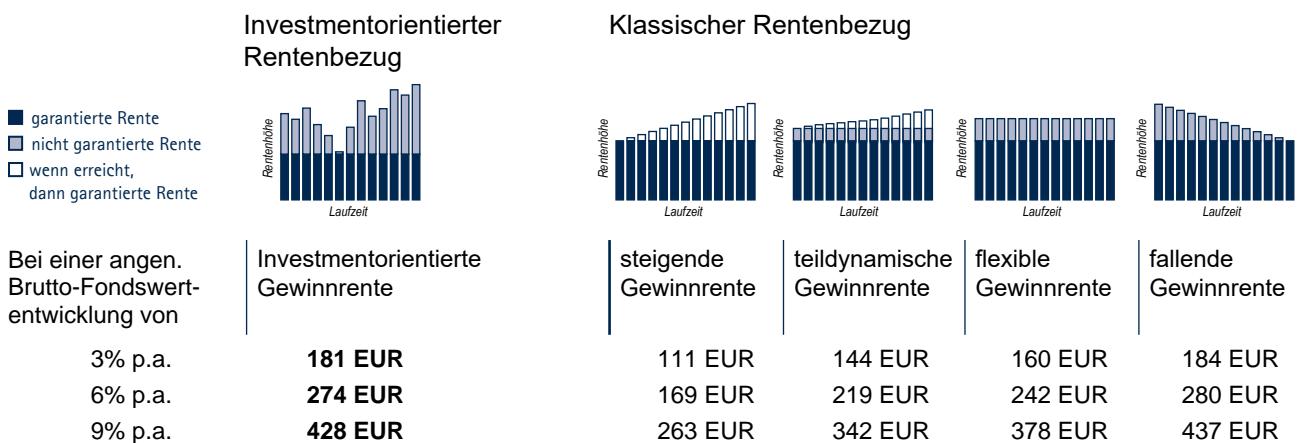 Investmentorientierter
Rentenbezug
Klassischer Rentenbezug
garantierte Rente
nicht garantierte Rente
wenn erreicht,
dann garantierte Rente
Rentenhöhe
Laufzeit
Rentenhöhe
Laufzeit
Rentenhöhe
Laufzeit
Rentenhöhe
Laufzeit
Rentenhöhe
Laufzeit
Bei einer angen.
Brutto-Fondswert-
entwicklung von
Investmentorientierte
Gewinnrente
steigende
Gewinnrente
teildynamische
Gewinnrente
flexible
Gewinnrente
fallende
Gewinnrente
3% p.a. 181 EUR 111 EUR 144 EUR 160 EUR 184 EUR
6% p.a. 274 EUR 169 EUR 219 EUR 242 EUR 280 EUR
9% p.a. 428 EUR 263 EUR 342 EUR 378 EUR 437 EUR